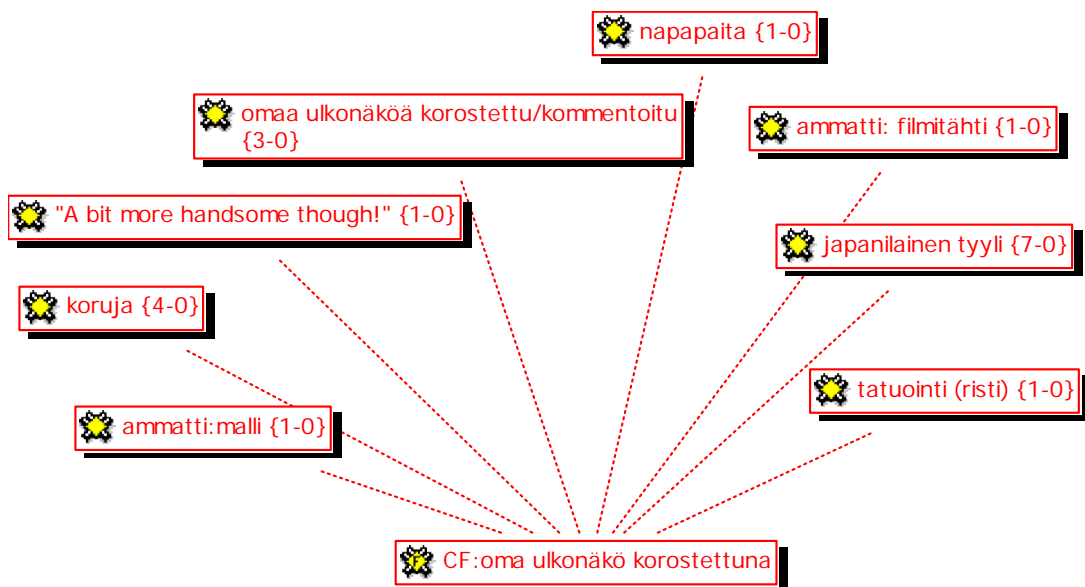 napapaita {1-0}
omaa ulkonäköä korostettu/kommentoitu
{3-0}
ammatti: filmitähti {1-0}
"A bit more handsome though!" {1-0}
japanilainen tyyli {7-0}
koruja {4-0}
tatuointi (risti) {1-0}
ammatti:malli {1-0}
CF:oma ulkonäkö korostettuna